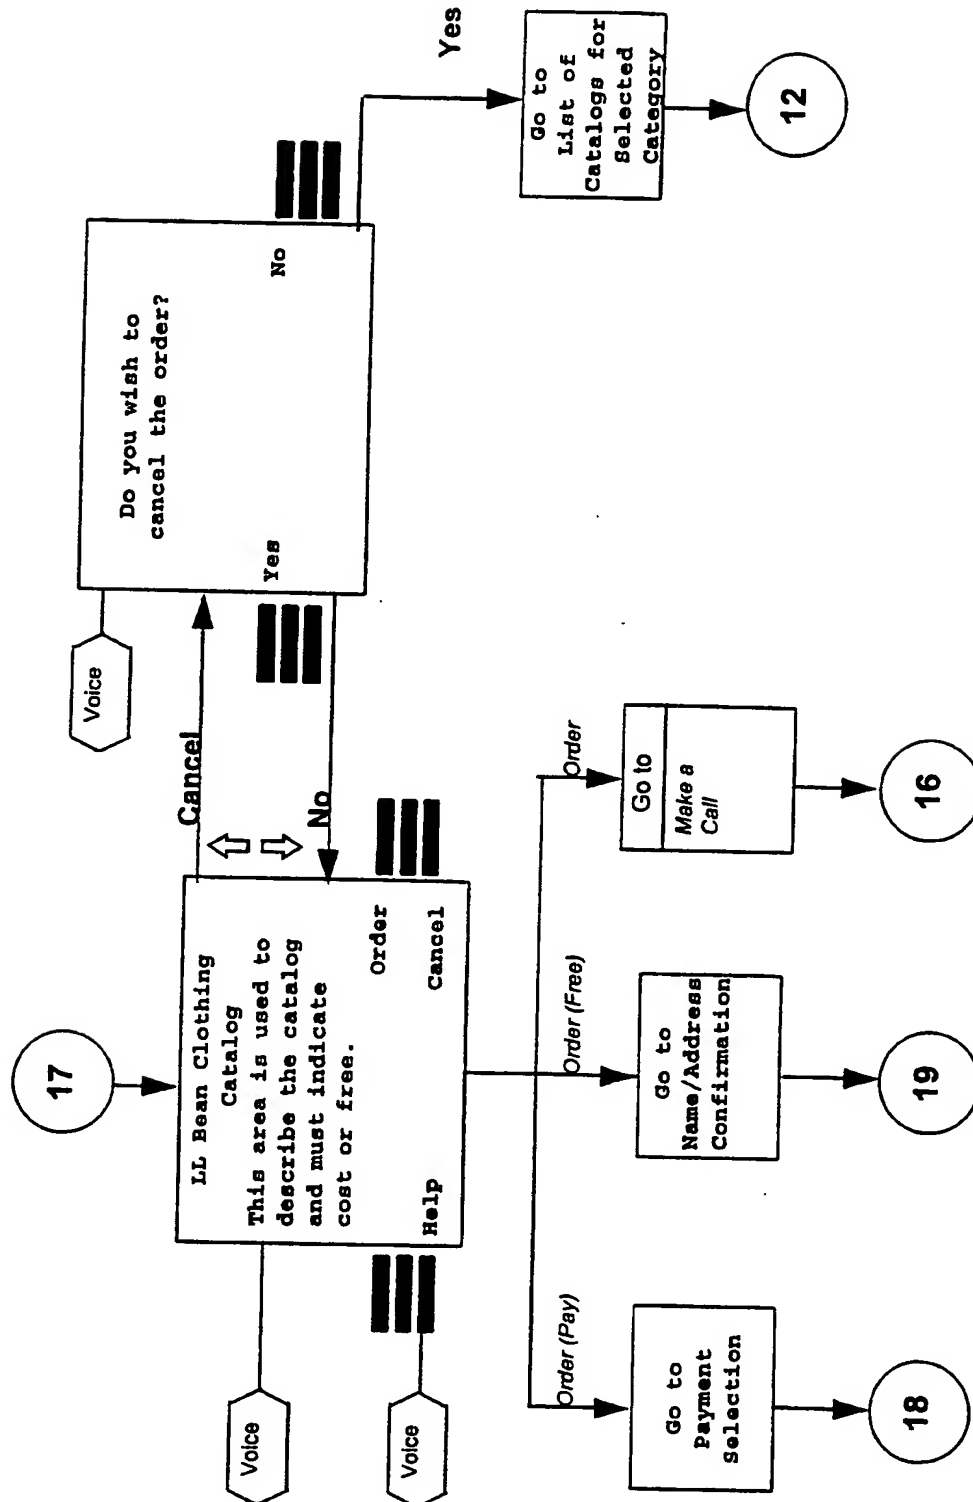 17
LL Bean Clothing
Catalog
This area is used to
describe the catalog
and must indicate
cost or free.
Order
Help
Cancel
Voice
Voice
Cancel
No
Voice
Do you wish to
cancel the order?
Yes
No
Yes
Go to
List of
Catalogs for
Selected
Category
12
Order (Pay)
Go to
Payment
Selection
18
Order (Free)
Go to
Name/Address
Confirmation
19
Order
Go to
Make a
Call
16